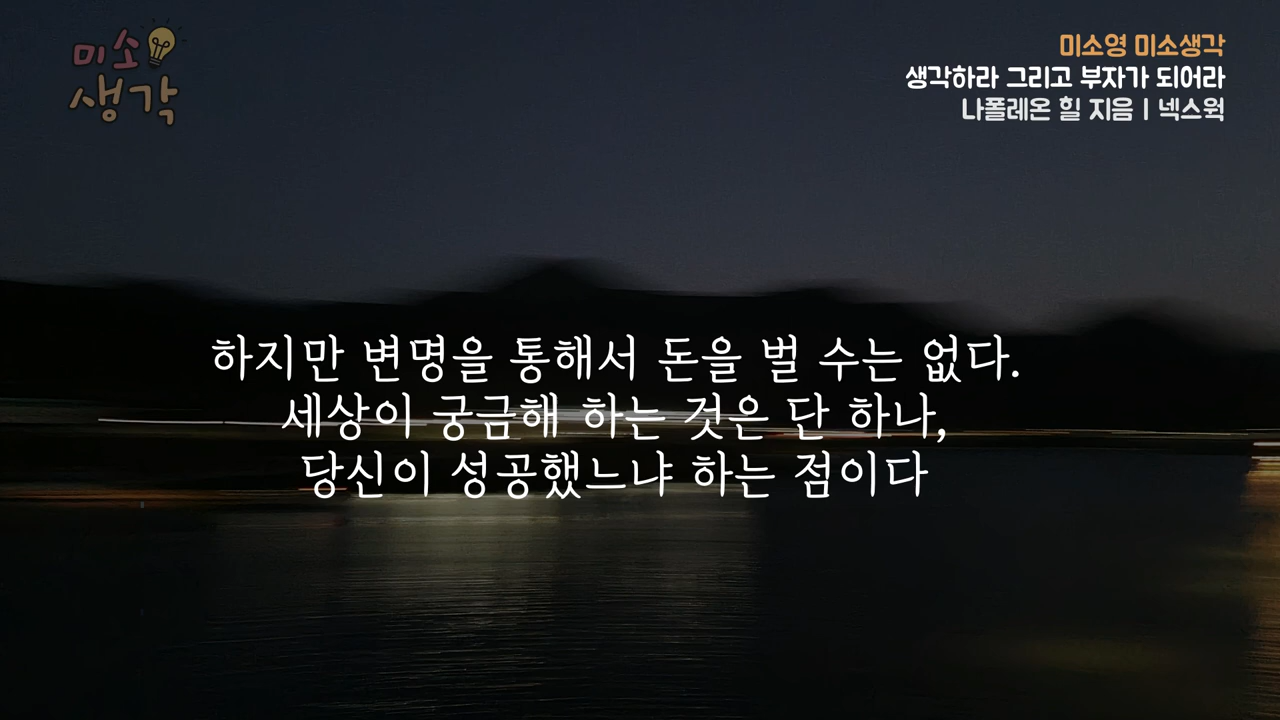 미소
생각
미소영 미소생각
생각하라 그리고 부자가 되어라
나폴레온 힐 지음 | 넥스웍
하지만 변명을 통해서 돈을 벌 수는 없다.
세상이 궁금해 하는 것은 단 하나,
당신이 성공했느냐 하는 점이다